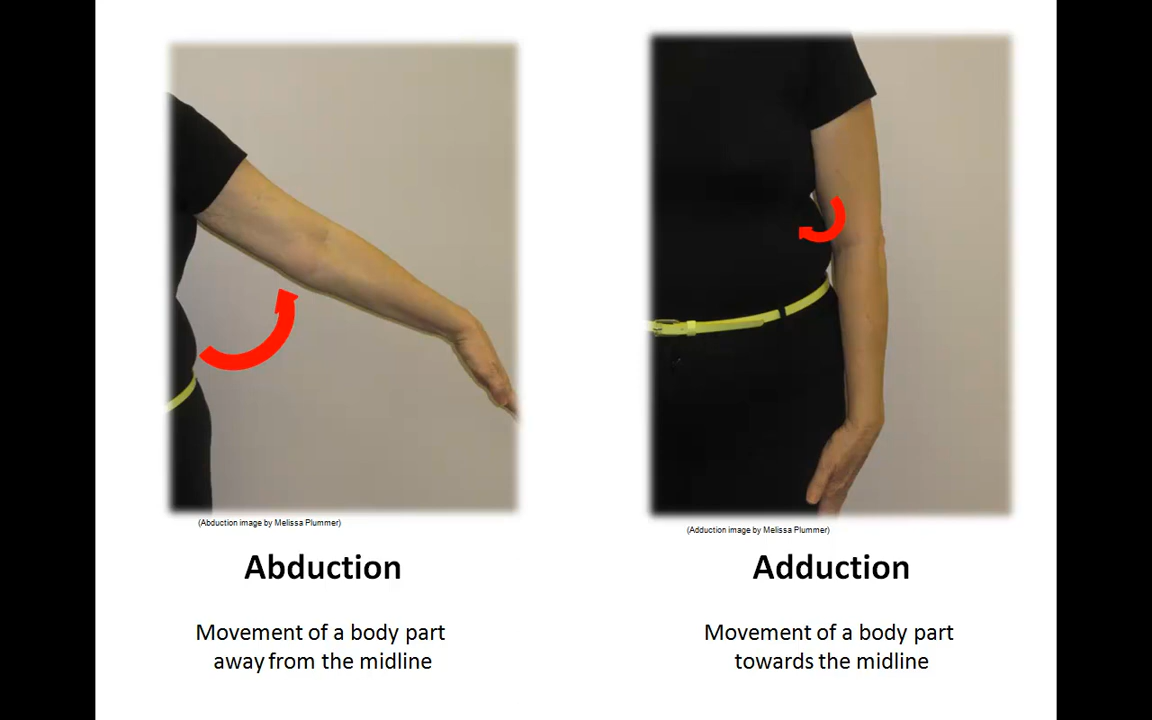 (Abduction image by Melissa Plummer)
Abduction
Movement of a body part
away from the midline
(Adduction image by Melissa Plummer)
Adduction
Movement of a body part
towards the midline